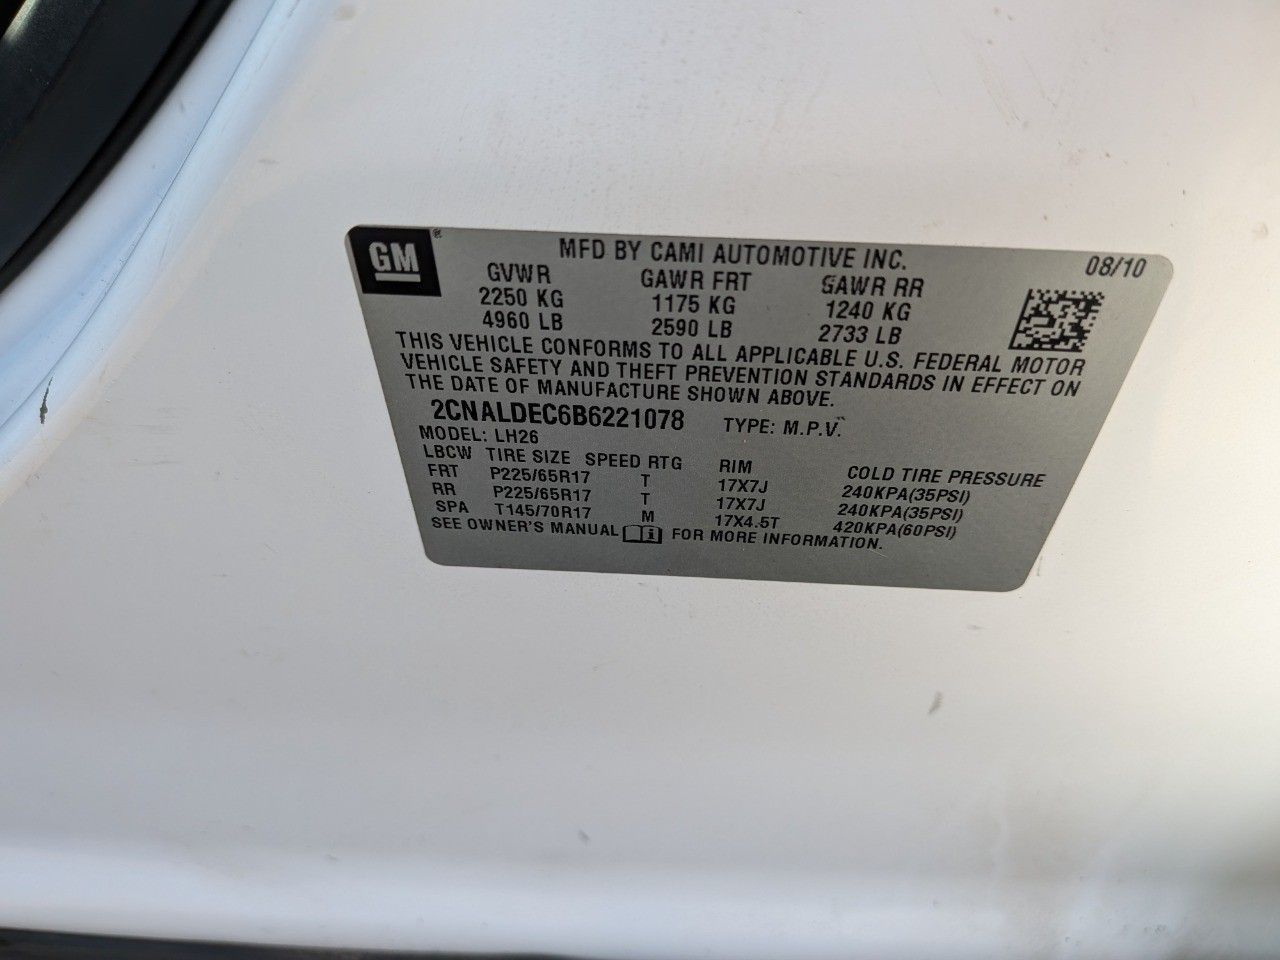 GM®
MFD BY CAMI AUTOMOTIVE INC.
08/10
GVWR GAWR FRT GAWR RR
2250 KG 1175 KG 1240 KG
4960 LB 2590 LB 2733 LB
THIS VEHICLE CONFORMS TO ALL APPLICABLE U.S. FEDERAL MOTOR
VEHICLE SAFETY AND THEFT PREVENTION STANDARDS IN EFFECT ON
THE DATE OF MANUFACTURE SHOWN ABOVE.
2CNALDEC6B6221078 TYPE: M.P.V.
MODEL: LH26
LBCW TIRE SIZE SPEED RTG RIM COLD TIRE PRESSURE
FRT P225/65R17 T 17X7J 240KPA(35PSI)
RR P225/65R17 T 17X7J 240KPA(35PSI)
SPA T145/70R17 M 17X4.5T 420KPA(60PSI)
SEE OWNER'S MANUAL i FOR MORE INFORMATION.